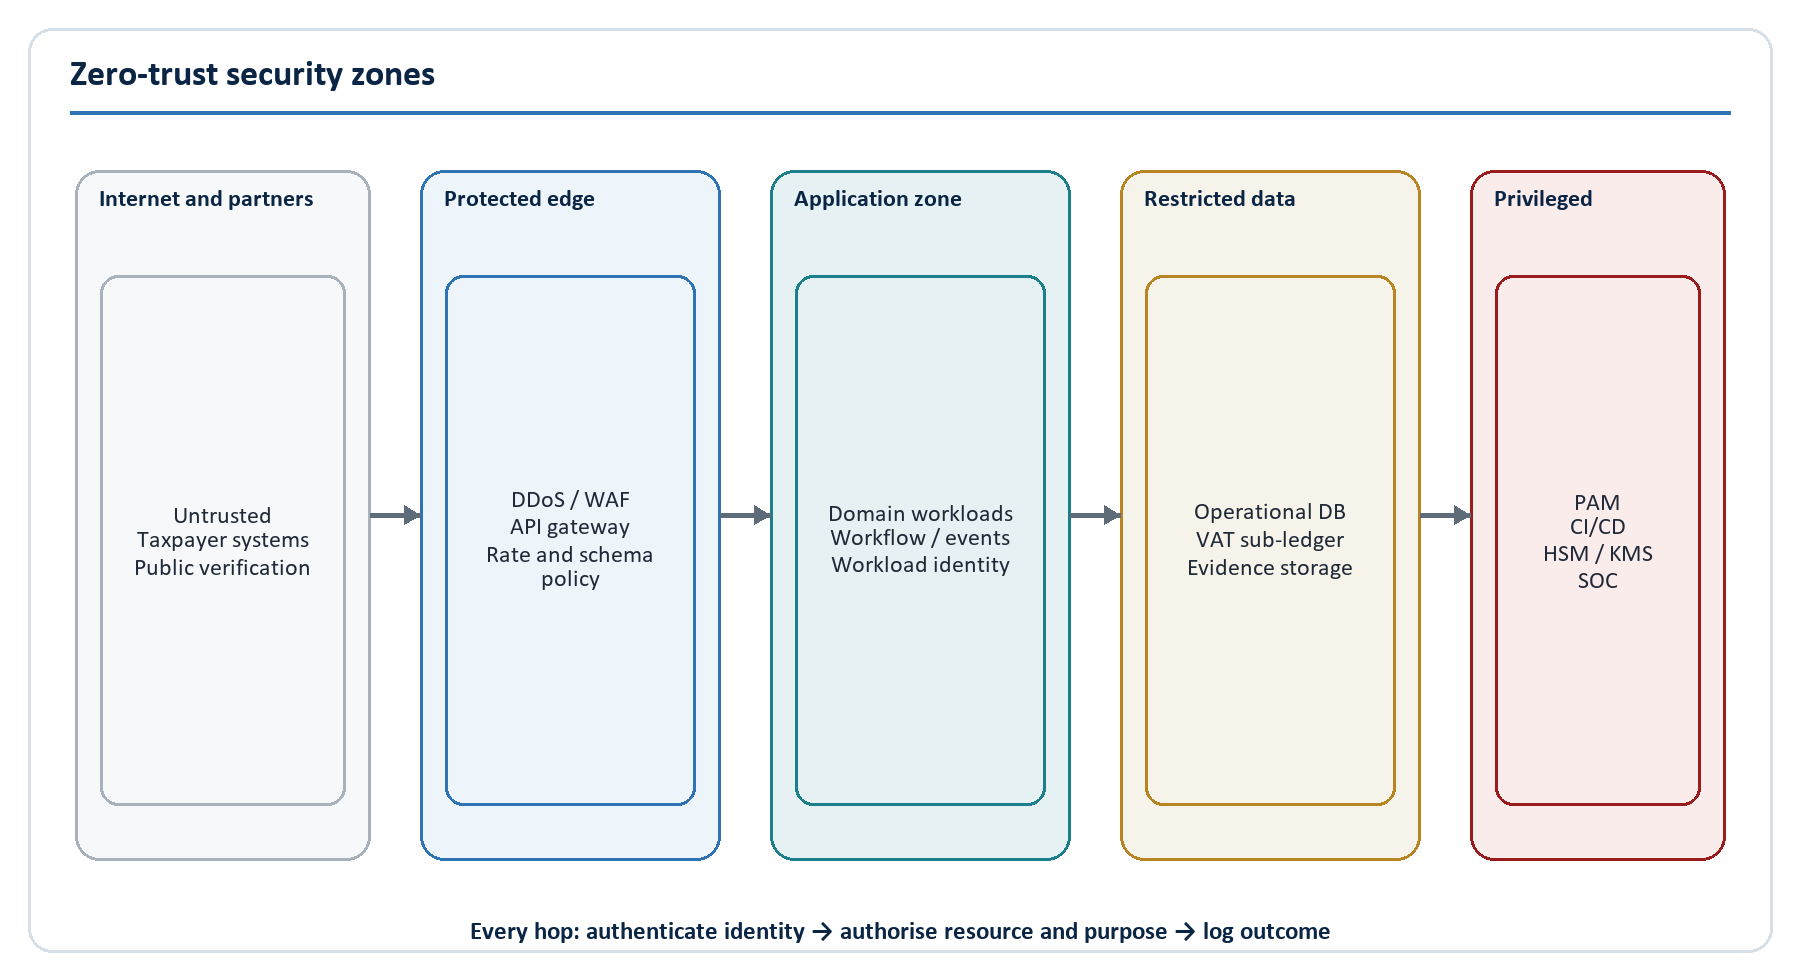 Zero-trust security zones
Internet and partners
Untrusted
Taxpayer systems
Public verification
Protected edge
DDoS / WAF
API gateway
Rate and schema
policy
Application zone
Domain workloads
Workflow / events
Workload identity
Restricted data
Operational DB
VAT sub-ledger
Evidence storage
Privileged
PAM
CI/CD
HSM / KMS
SOC
Every hop: authenticate identity → authorise resource and purpose → log outcome